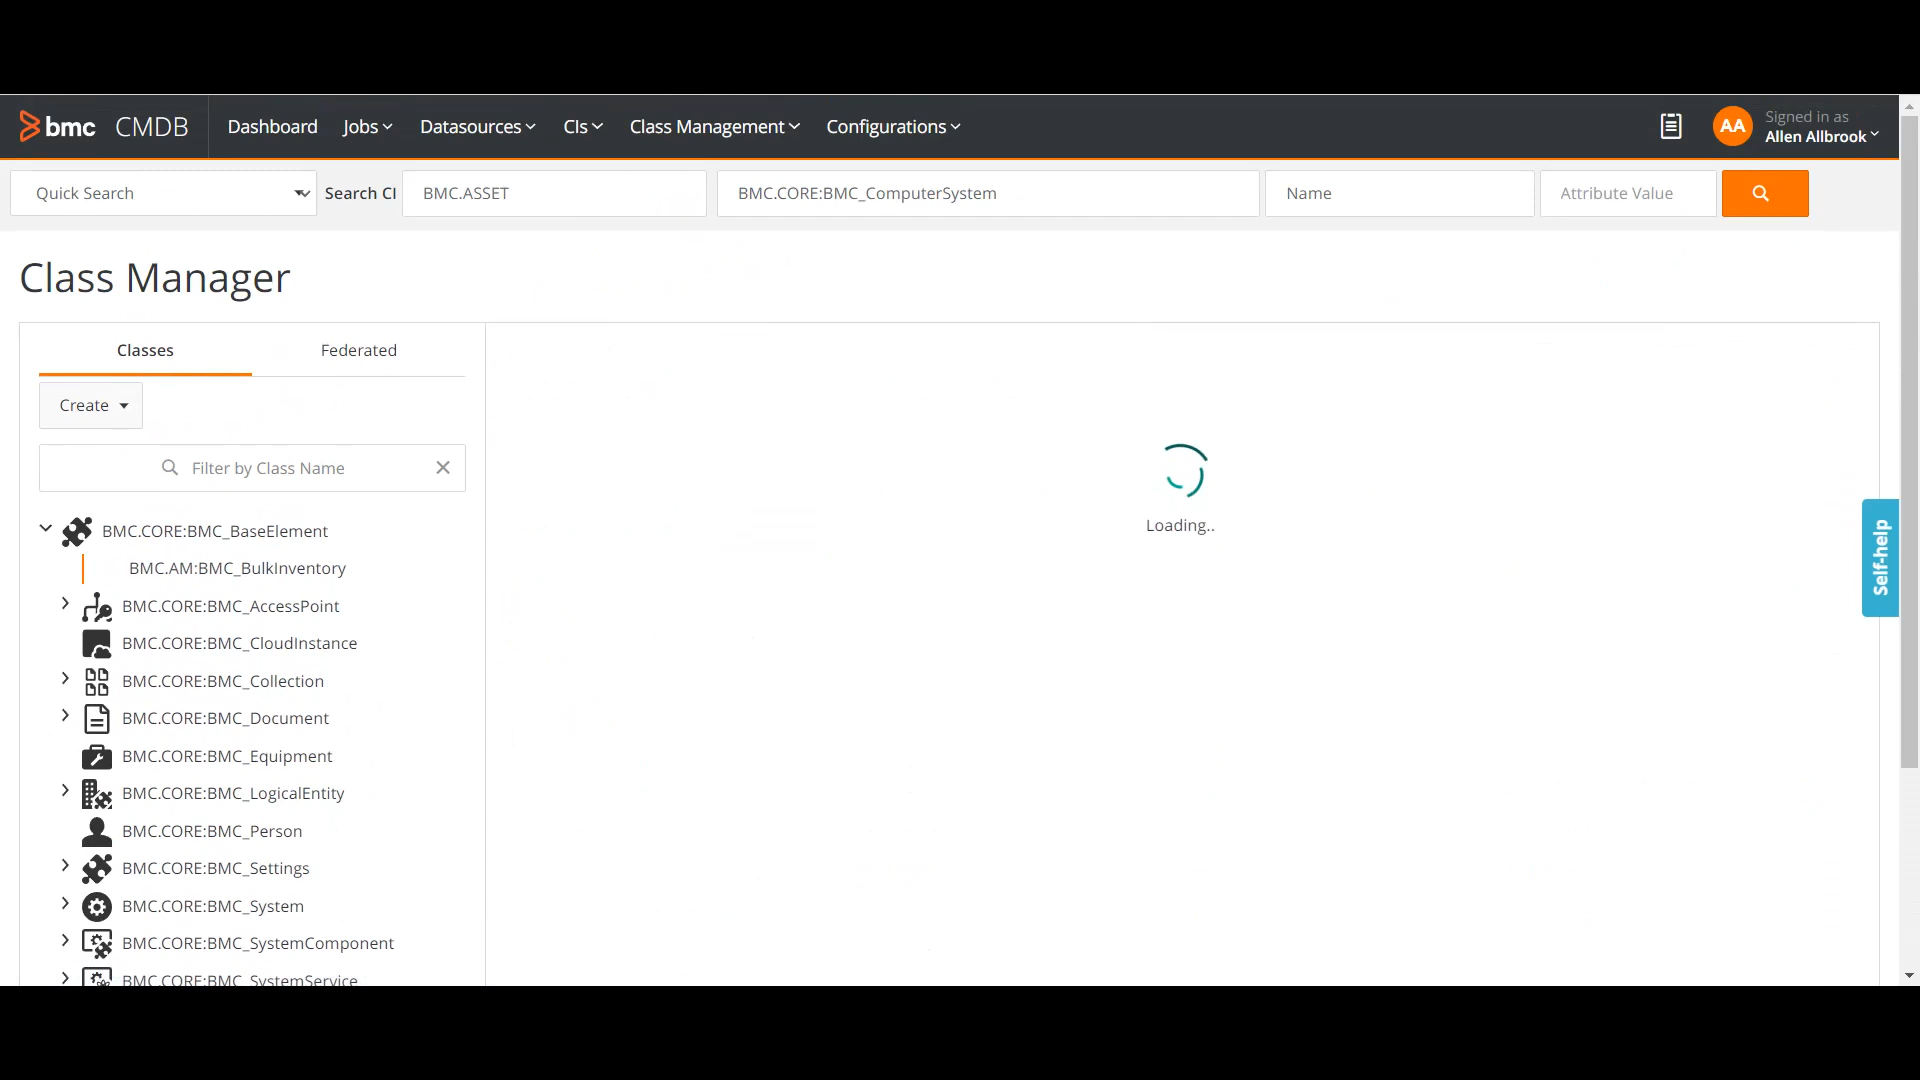 bmc CMDB Dashboard Jobs Datasources CIs Class Management Configurations AA Signed in as
Allen Allbrook
Quick Search Search CI BMC.ASSET BMC.CORE:BMC_ComputerSystem Name Attribute Value
Class Manager
Classes Federated
Create
Filter by Class Name
Loading..
BMC.CORE:BMC_BaseElement
BMC.AM:BMC_BulkInventory
BMC.CORE:BMC_AccessPoint
BMC.CORE:BMC_CloudInstance
BMC.CORE:BMC_Collection
BMC.CORE:BMC_Document
BMC.CORE:BMC_Equipment
BMC.CORE:BMC_LogicalEntity
BMC.CORE:BMC_Person
BMC.CORE:BMC_Settings
BMC.CORE:BMC_System
BMC.CORE:BMC_SystemComponent
BMC.CORE:BMC_SystemService
Self-help